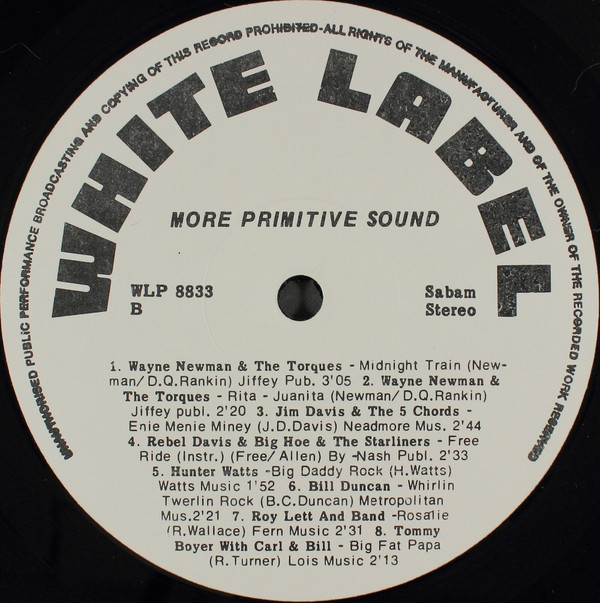 UNAUTHORISED PUBLIC PERFORMANCE BROADCASTING AND COPYING OF THIS RECORD PROHIBITED-ALL RIGHTS OF THE MANUFACTURER AND OF THE OWNER OF THE RECORDED WORK RESERVED
WHITE LABEL
MORE PRIMITIVE SOUND
WLP 8833
B
Sabam
Stereo
1. Wayne Newman & The Torques - Midnight Train (New-
man/ D.Q.Rankin) Jiffey Pub. 3'05 2. Wayne Newman &
The Torques - Rita - Juanita (Newman/ D.Q.Rankin)
Jiffey publ. 2'20 3. Jim Davis & The 5 Chords -
Enie Menie Miney (J.D.Davis) Neadmore Mus. 2'44
4. Rebel Davis & Big Hoe & The Starliners - Free
Ride (Instr.) (Free/ Allen) By -Nash Publ. 2'33
5. Hunter Watts -Big Daddy Rock (H.Watts)
Watts Music 1'52 6. Bill Duncan - Whirlin
Twerlin Rock (B.C.Duncan) Metropolitan
Mus.2'21 7. Roy Lett And Band -Rosalie
(R.Wallace) Fern Music 2'31 8. Tommy
Boyer With Carl & Bill - Big Fat Papa
(R.Turner) Lois Music 2'13